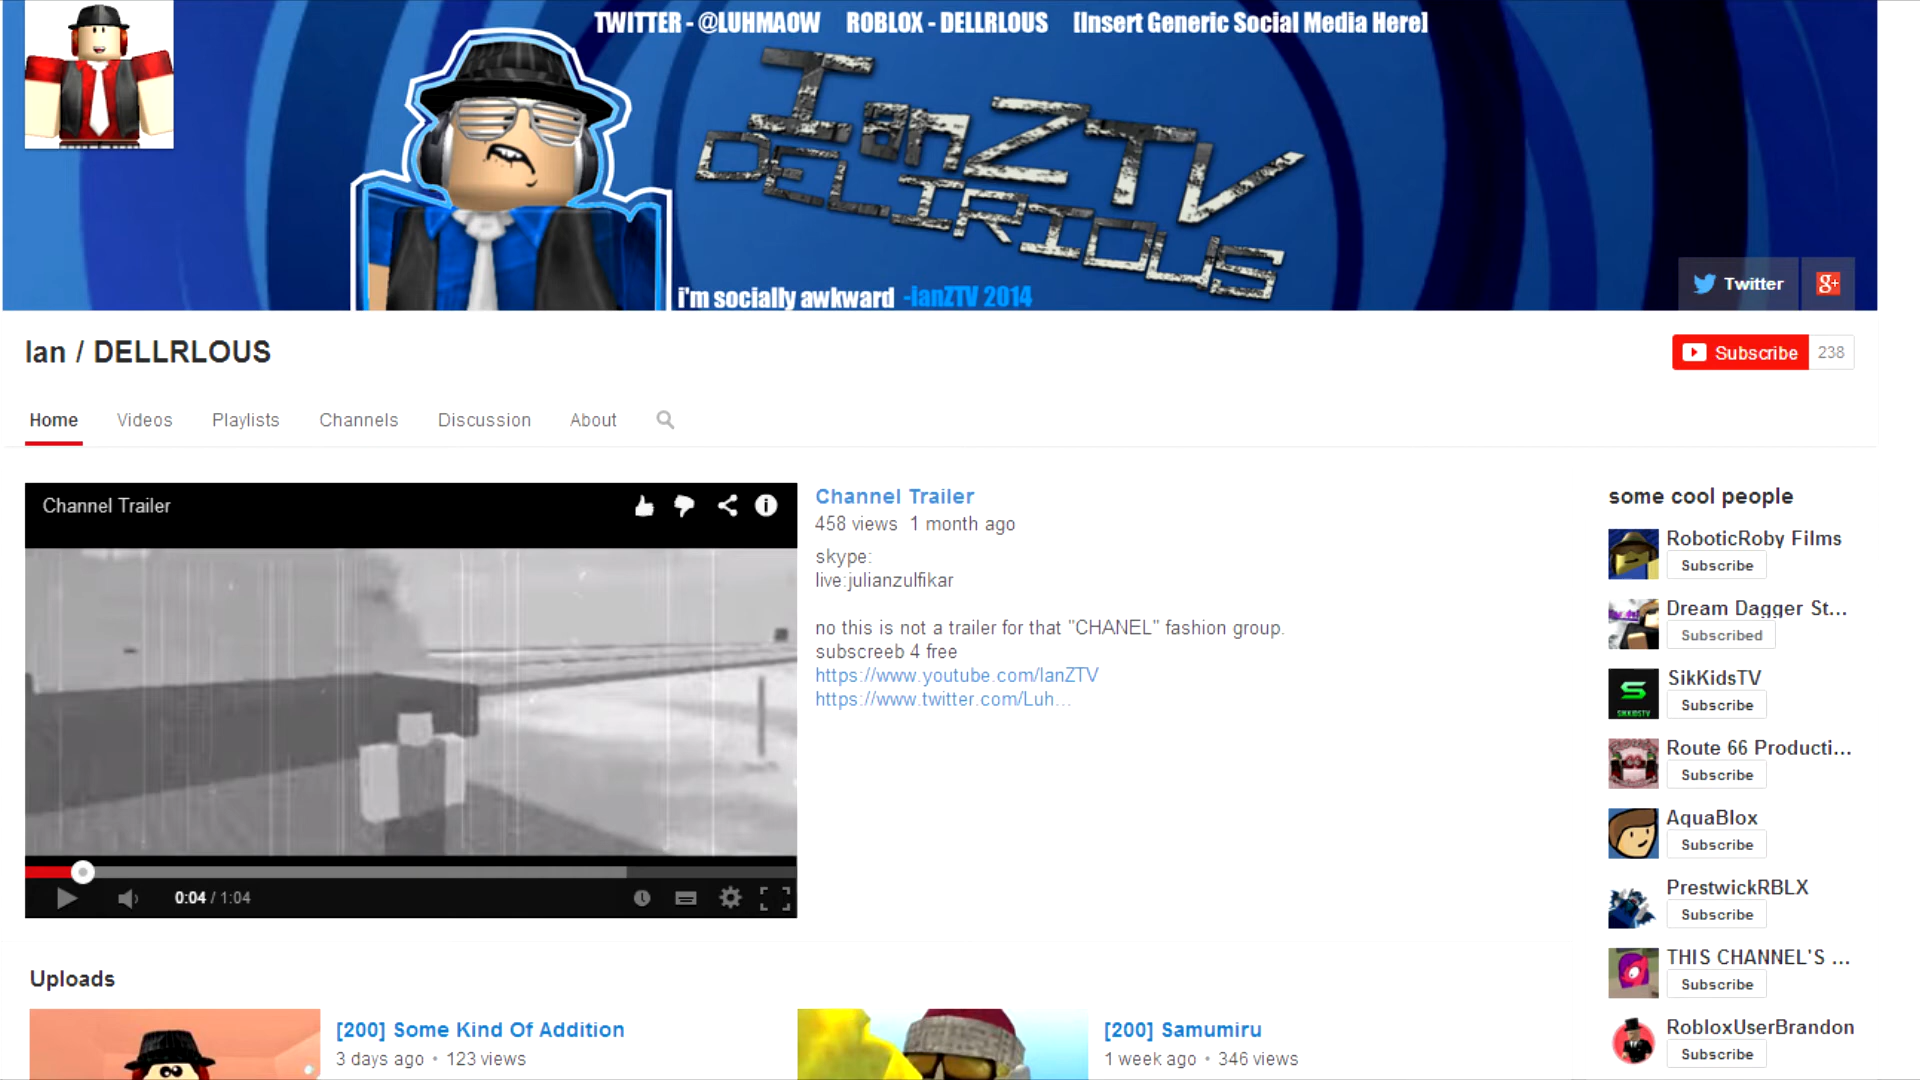 TWITTER - @LUHMAOW ROBLOX - DELLRLOUS [Insert Generic Social Media Here]
IanZTV
DELIRIOUS
i'm socially awkward -ianZTV 2014
Twitter
g+
Ian / DELLRLOUS
Subscribe 238
Home Videos Playlists Channels Discussion About
Channel Trailer
0:04 / 1:04
Channel Trailer
458 views 1 month ago
skype:
live:julianzulfikar
no this is not a trailer for that "CHANEL" fashion group.
subscreeb 4 free
https://www.youtube.com/IanZTV
https://www.twitter.com/Luh...
some cool people
RoboticRoby Films
Subscribe
Dream Dagger St...
Subscribed
SikKidsTV
SIKKIDSTV
Subscribe
Route 66 Producti...
Subscribe
AquaBlox
Subscribe
PrestwickRBLX
Subscribe
THIS CHANNEL'S ...
Subscribe
RobloxUserBrandon
Subscribe
Uploads
[200] Some Kind Of Addition
3 days ago • 123 views
[200] Samumiru
1 week ago • 346 views